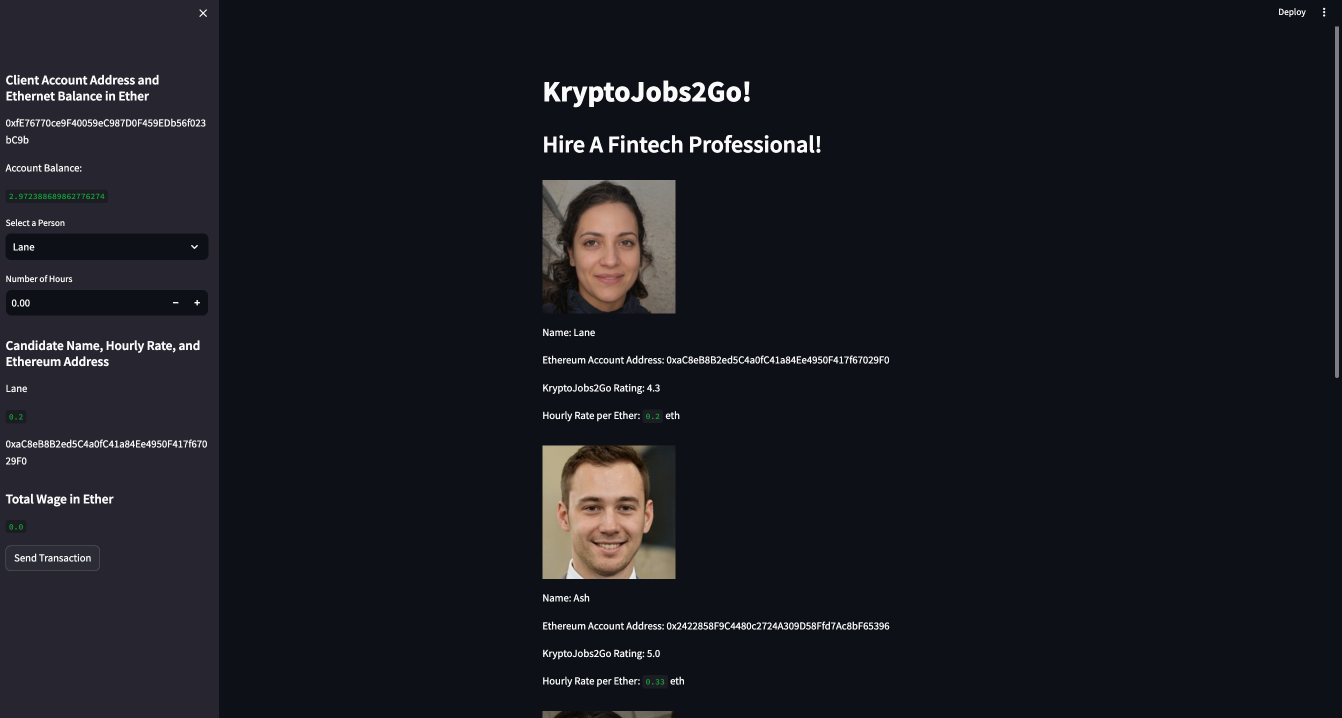 Deploy
Client Account Address and
Ethernet Balance in Ether
0xfE76770ce9F40059eC987D0F459EDb56f023
bC9b
Account Balance:
2.972388689862776274
Select a Person
Lane
Number of Hours
0.00
Candidate Name, Hourly Rate, and
Ethereum Address
Lane
0.2
0xaC8eB8B2ed5C4a0fC41a84Ee4950F417f670
29F0
Total Wage in Ether
0.0
Send Transaction
KryptoJobs2Go!
Hire A Fintech Professional!
Name: Lane
Ethereum Account Address: 0xaC8eB8B2ed5C4a0fC41a84Ee4950F417f67029F0
KryptoJobs2Go Rating: 4.3
Hourly Rate per Ether: 0.2 eth
Name: Ash
Ethereum Account Address: 0x2422858F9C4480c2724A309D58Ffd7Ac8bF65396
KryptoJobs2Go Rating: 5.0
Hourly Rate per Ether: 0.33 eth